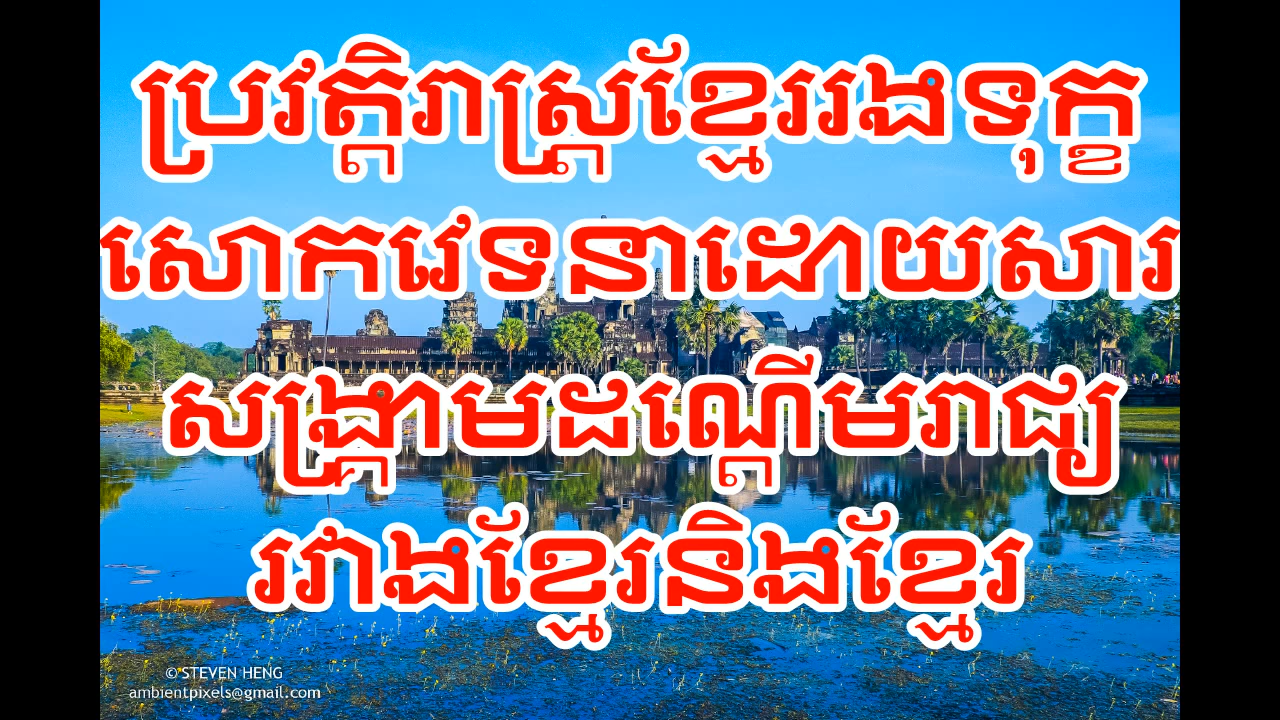 ប្រវត្តិរាស្ត្រខ្មែររងទុក្ខ
សោកវេទនាដោយសារ
សង្គ្រាមដណ្តើមរាជ្យ
រវាងខ្មែរនិងខ្មែរ
© STEVEN HENG
ambientpixels@gmail.com